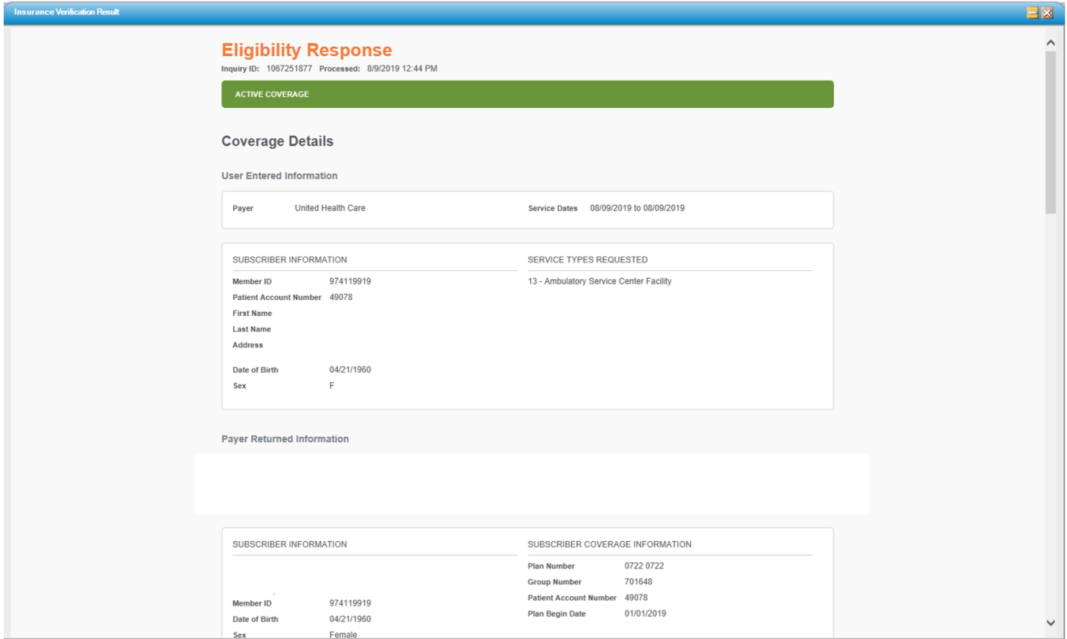 Insurance Verification Result
Eligibility Response
Inquiry ID: 1067251877 Processed: 8/9/2019 12:44 PM
ACTIVE COVERAGE
Coverage Details
User Entered Information
Payer United Health Care Service Dates 08/09/2019 to 08/09/2019
SUBSCRIBER INFORMATION
Member ID 974119919
Patient Account Number 49078
First Name
Last Name
Address
Date of Birth 04/21/1960
Sex F
SERVICE TYPES REQUESTED
13 - Ambulatory Service Center Facility
Payer Returned Information
SUBSCRIBER INFORMATION
Member ID 974119919
Date of Birth 04/21/1960
Sex Female
SUBSCRIBER COVERAGE INFORMATION
Plan Number 0722 0722
Group Number 701648
Patient Account Number 49078
Plan Begin Date 01/01/2019